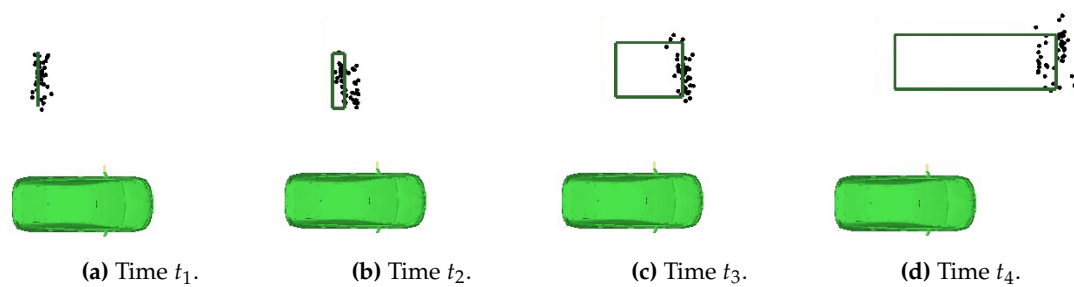 (a) Time t₁.
(b) Time t₂.
(c) Time t₃.
(d) Time t₄.